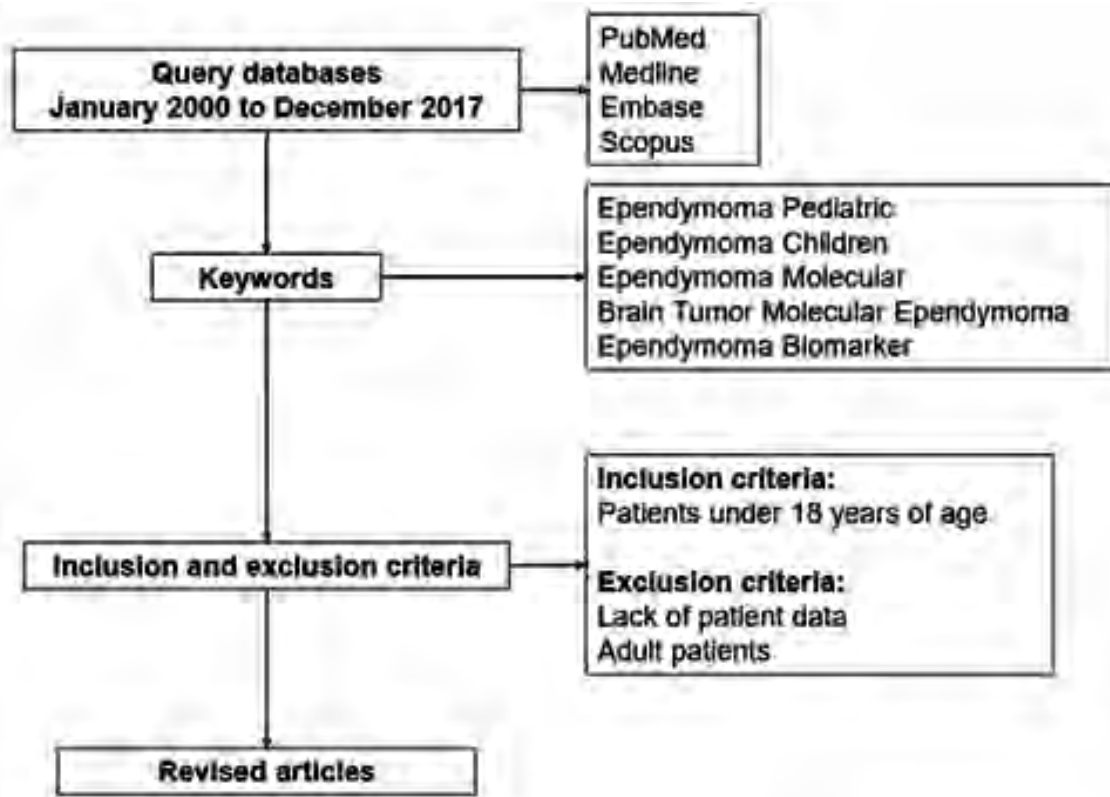 Query databases
January 2000 to December 2017
PubMed
Medline
Embase
Scopus
Keywords
Ependymoma Pediatric
Ependymoma Children
Ependymoma Molecular
Brain Tumor Molecular Ependymoma
Ependymoma Biomarker
Inclusion and exclusion criteria
Inclusion criteria:
Patients under 18 years of age
Exclusion criteria:
Lack of patient data
Adult patients
Revised articles